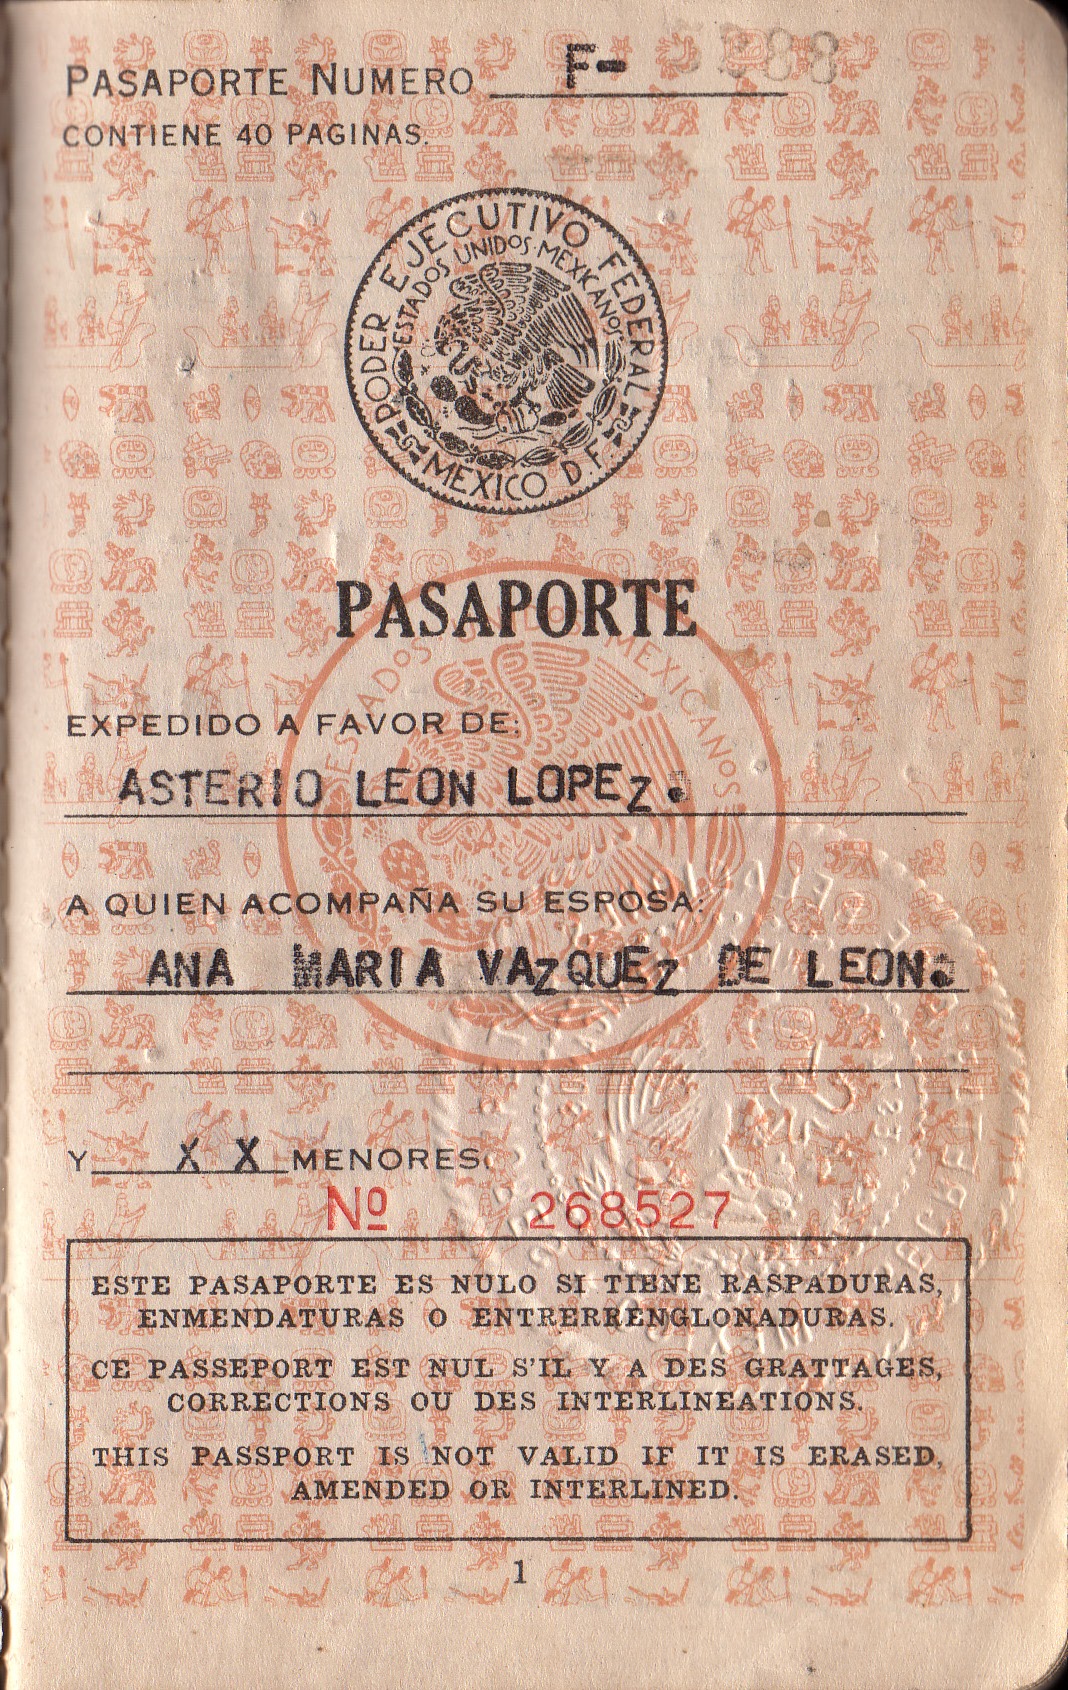 PASAPORTE NUMERO F-
CONTIENE 40 PAGINAS.
PODER EJECUTIVO FEDERAL
ESTADOS UNIDOS MEXICANOS
MEXICO D.F.
PASAPORTE
ESTADOS UNIDOS MEXICANOS
EXPEDIDO A FAVOR DE:
ASTERIO LEON LOPEZ.
A QUIEN ACOMPAÑA SU ESPOSA:
ANA MARIA VAZQUEZ DE LEON.
Y X X MENORES.
Nº 268527
ESTE PASAPORTE ES NULO SI TIENE RASPADURAS,
ENMENDATURAS O ENTRERRENGLONADURAS.
CE PASSEPORT EST NUL S'IL Y A DES GRATTAGES,
CORRECTIONS OU DES INTERLINEATIONS.
THIS PASSPORT IS NOT VALID IF IT IS ERASED,
AMENDED OR INTERLINED.
1